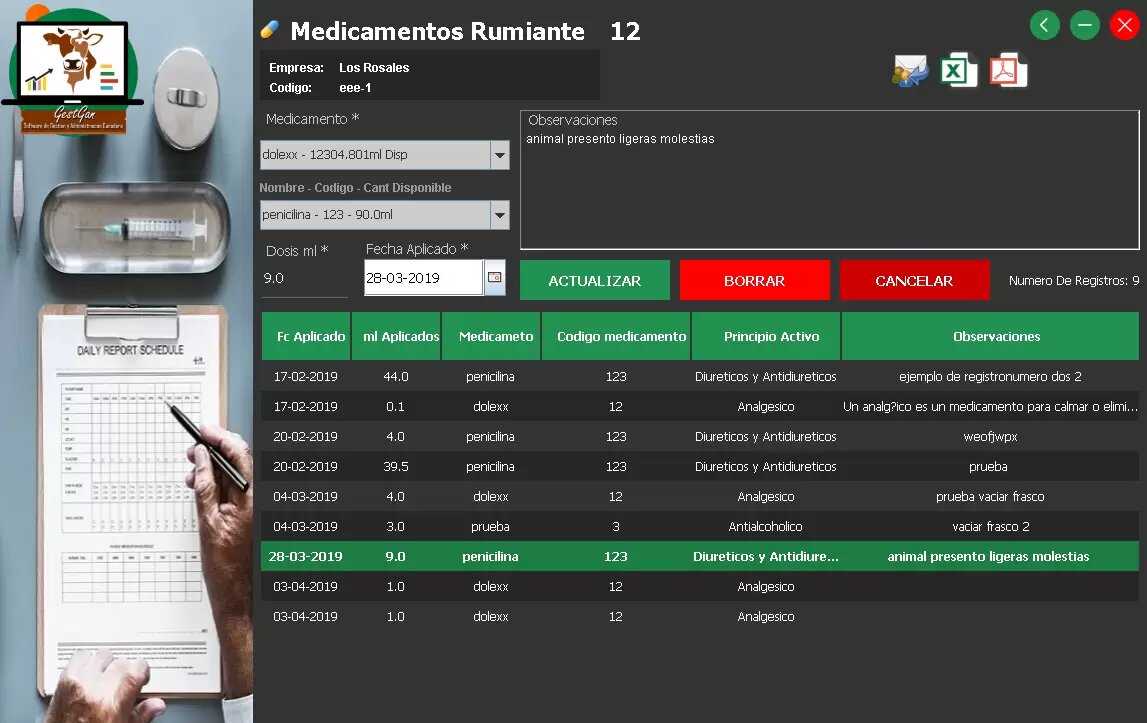 GestGan
Software de Gestion y Administracion Ganadera
DAILY REPORT SCHEDULE
Medicamentos Rumiante 12
Empresa: Los Rosales
Codigo: eee-1
Medicamento *
dolexx - 12304.801ml Disp
Nombre - Codigo - Cant Disponible
penicilina - 123 - 90.0ml
Dosis ml *
9.0
Fecha Aplicado *
28-03-2019
Observaciones
animal presento ligeras molestias
ACTUALIZAR BORRAR CANCELAR Numero De Registros: 9
Fc Aplicado ml Aplicados Medicameto Codigo medicamento Principio Activo Observaciones
17-02-2019 44.0 penicilina 123 Diureticos y Antidiureticos ejemplo de registronumero dos 2
17-02-2019 0.1 dolexx 12 Analgesico Un analg?ico es un medicamento para calmar o elimi...
20-02-2019 4.0 penicilina 123 Diureticos y Antidiureticos weofjwpx
20-02-2019 39.5 penicilina 123 Diureticos y Antidiureticos prueba
04-03-2019 4.0 dolexx 12 Analgesico prueba vaciar frasco
04-03-2019 3.0 prueba 3 Antialcoholico vaciar frasco 2
28-03-2019 9.0 penicilina 123 Diureticos y Antidiure... animal presento ligeras molestias
03-04-2019 1.0 dolexx 12 Analgesico
03-04-2019 1.0 dolexx 12 Analgesico